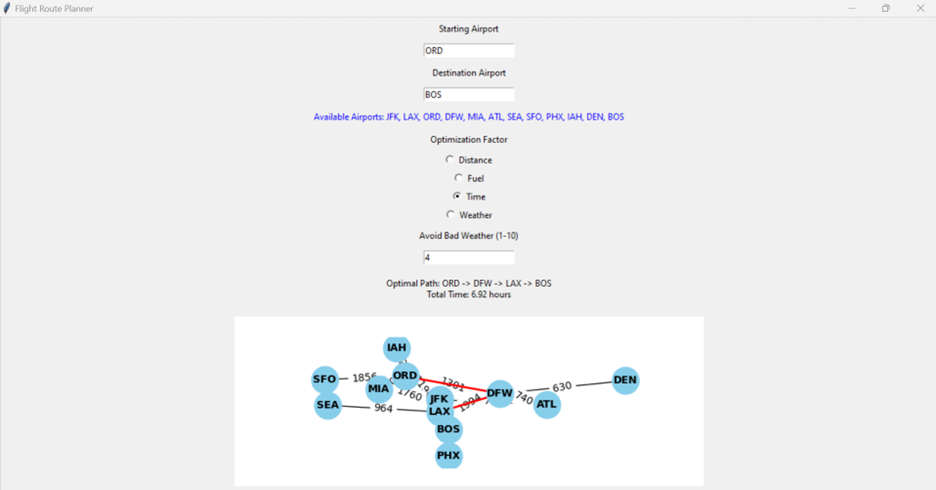 Flight Route Planner
Starting Airport
ORD
Destination Airport
BOS
Available Airports: JFK, LAX, ORD, DFW, MIA, ATL, SEA, SFO, PHX, IAH, DEN, BOS
Optimization Factor
Distance
Fuel
Time
Weather
Avoid Bad Weather (1-10)
4
Optimal Path: ORD -> DFW -> LAX -> BOS
Total Time: 6.92 hours
IAH
SFO
1856
ORD
MIA
1760
1301
DFW
630
DEN
SEA
964
JFK
LAX
1994
740
ATL
BOS
PHX